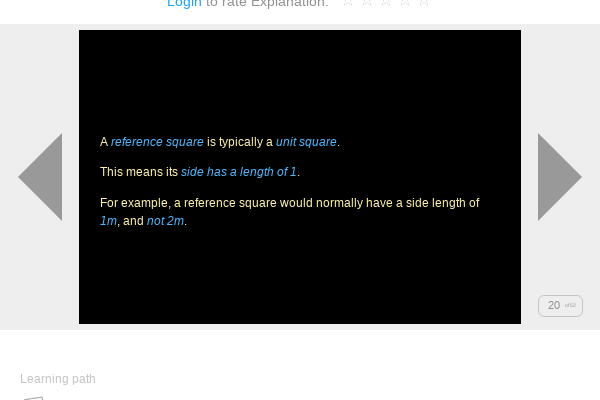 Login to rate Explanation:
A reference square is typically a unit square.
This means its side has a length of 1.
For example, a reference square would normally have a side length of
1m, and not 2m.
20
Learning path